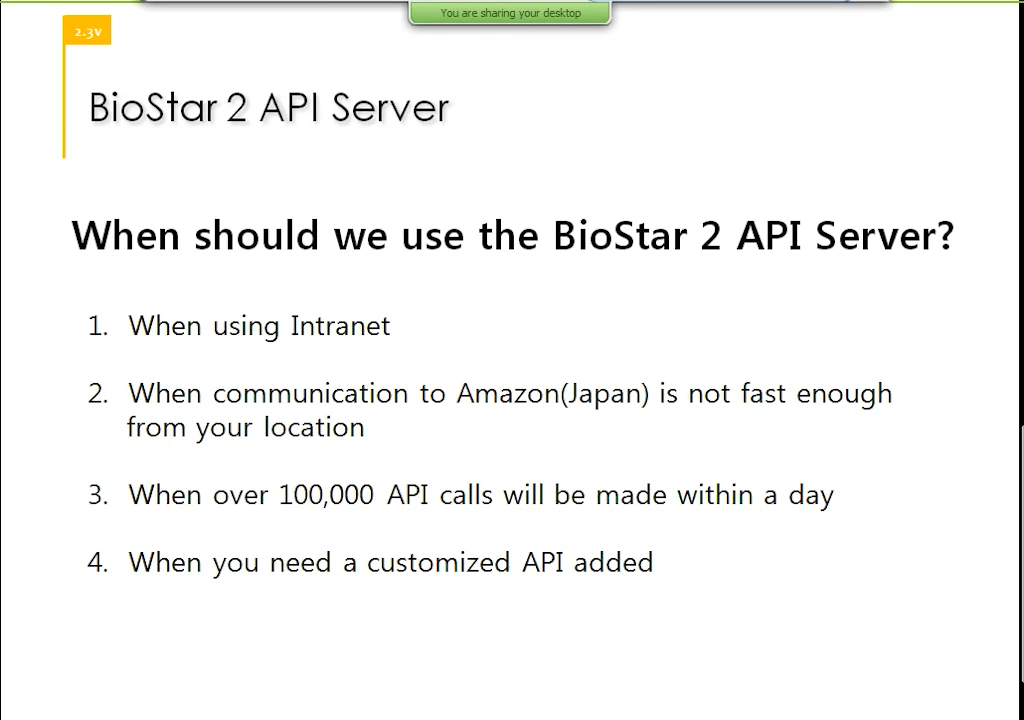 You are sharing your desktop
2.3v
BioStar 2 API Server
When should we use the BioStar 2 API Server?
1. When using Intranet
2. When communication to Amazon(Japan) is not fast enough
from your location
3. When over 100,000 API calls will be made within a day
4. When you need a customized API added